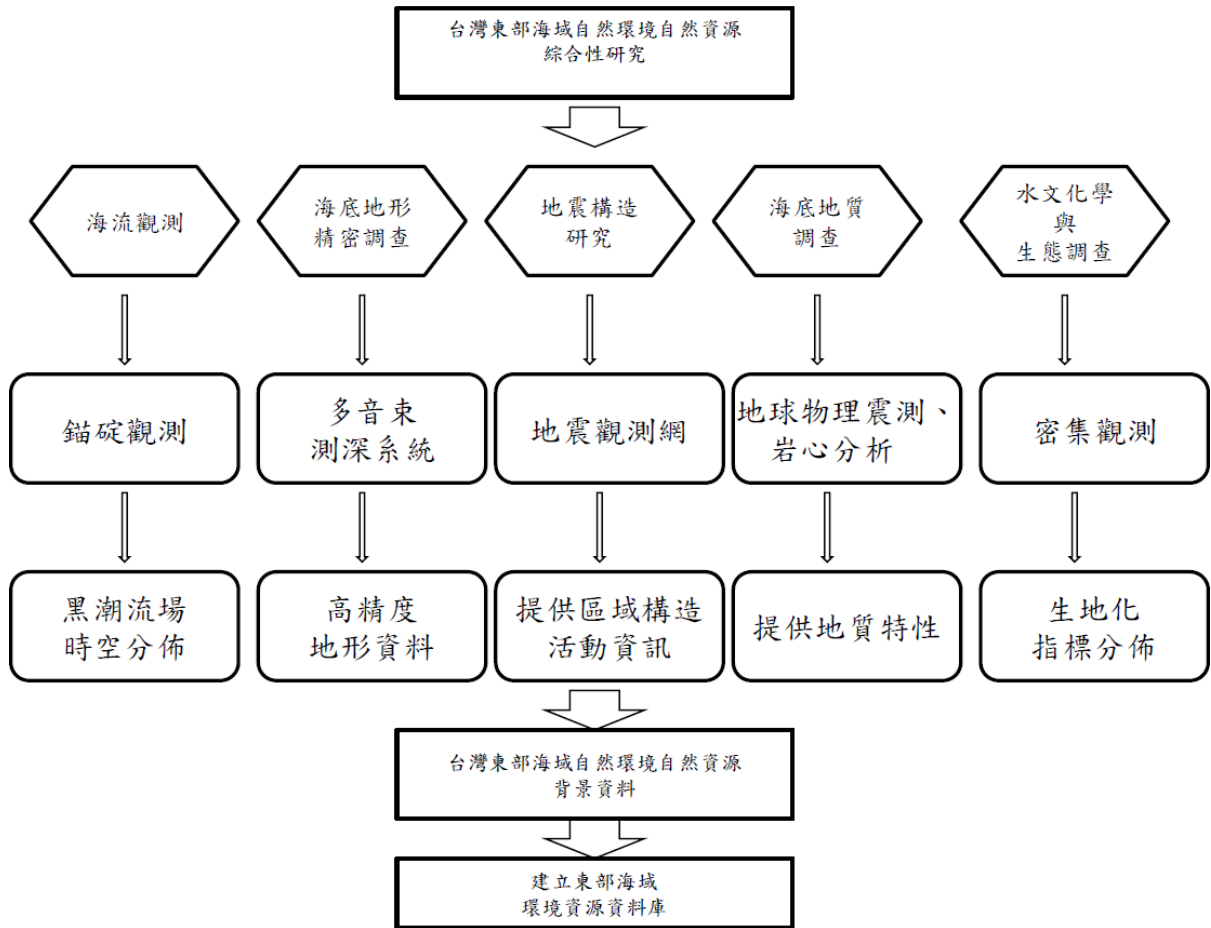 台灣東部海域自然環境自然資源
綜合性研究
海流觀測
海底地形
精密調查
地震構造
研究
海底地質
調查
水文化學
與
生態調查
錨碇觀測
多音束
測深系統
地震觀測網
地球物理震測、
岩心分析
密集觀測
黑潮流場
時空分佈
高精度
地形資料
提供區域構造
活動資訊
提供地質特性
生地化
指標分佈
台灣東部海域自然環境自然資源
背景資料
建立東部海域
環境資源資料庫